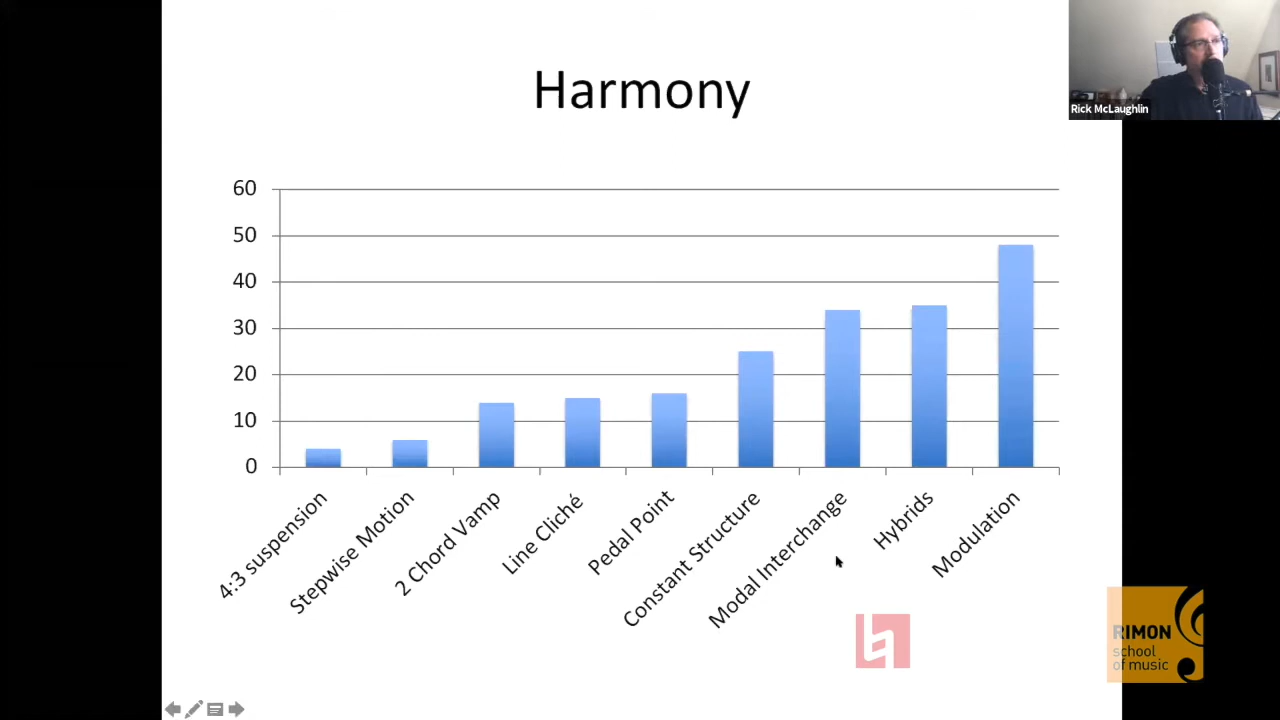 Harmony
Rick McLaughlin
60
50
40
30
20
10
0
4:3 suspension
Stepwise Motion
2 Chord Vamp
Line Cliché
Pedal Point
Constant Structure
Modal Interchange
Hybrids
Modulation
RIMON
school
of music